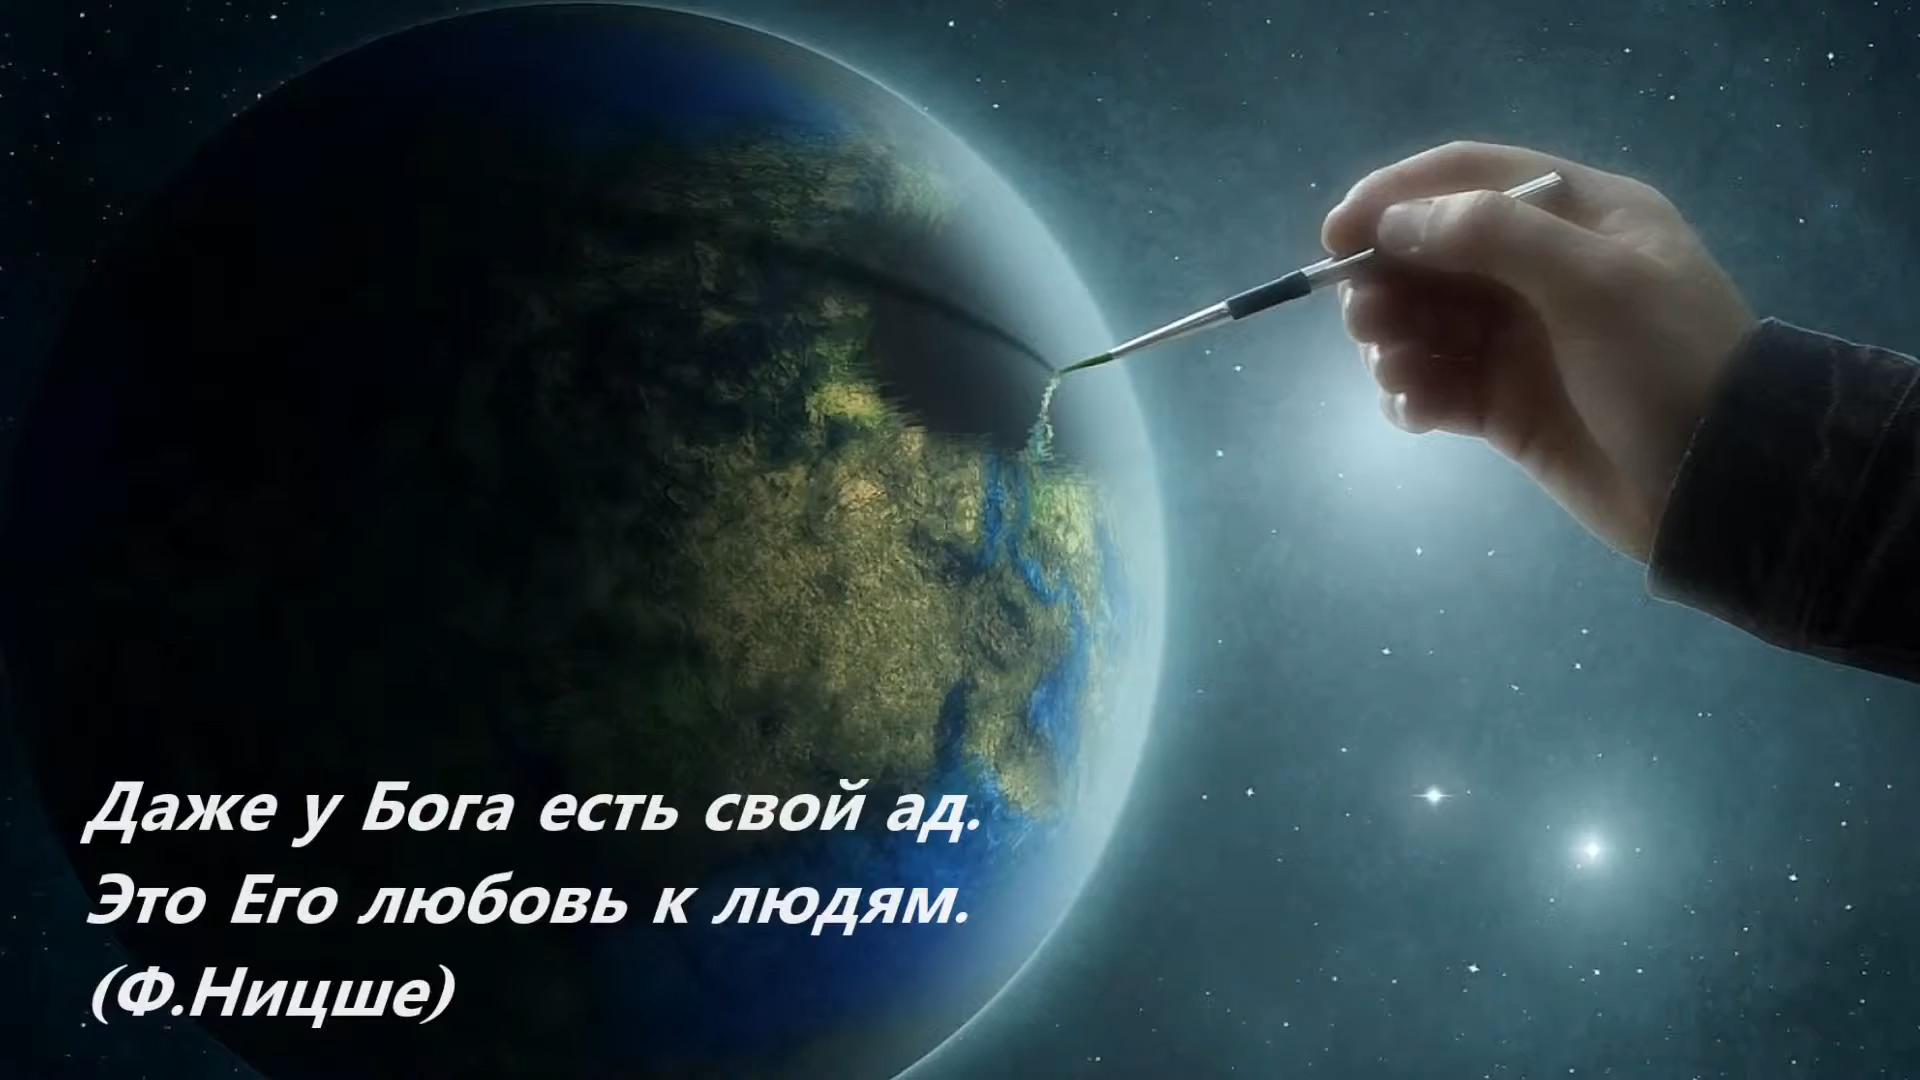 Даже у Бога есть свой ад.
Это Его любовь к людям.
(Ф.Ницше)